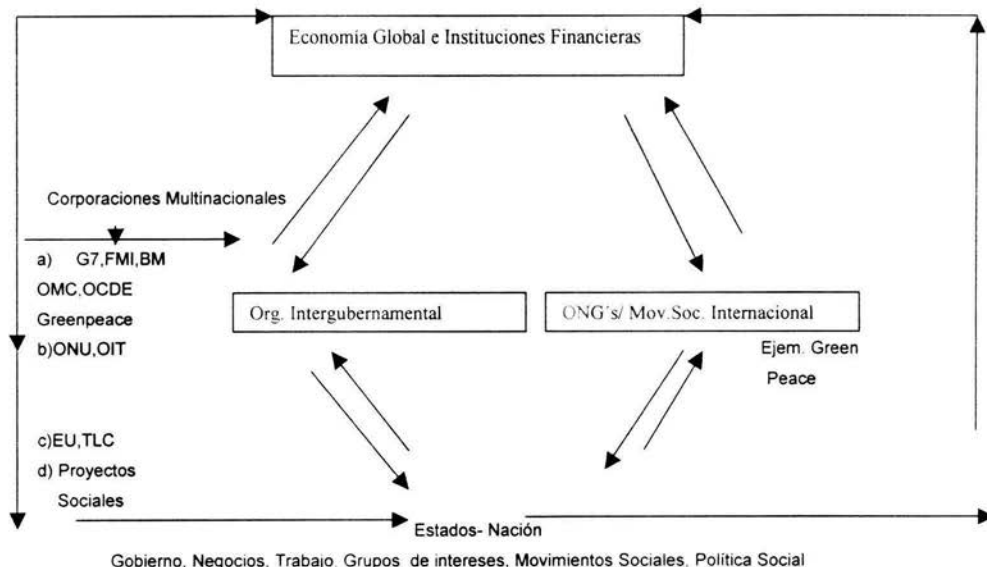 Economia Global e Instituciones Financieras
Corporaciones Multinacionales
a) G7,FMI,BM
OMC,OCDE
Greenpeace
b)ONU,OIT
c)EU,TLC
d) Proyectos
Sociales
Org. Intergubernamental
ONG´s/ Mov.Soc. Internacional
Ejem. Green
Peace
Estados- Nación
Gobierno, Negocios, Trabajo, Grupos de intereses, Movimientos Sociales, Política Social